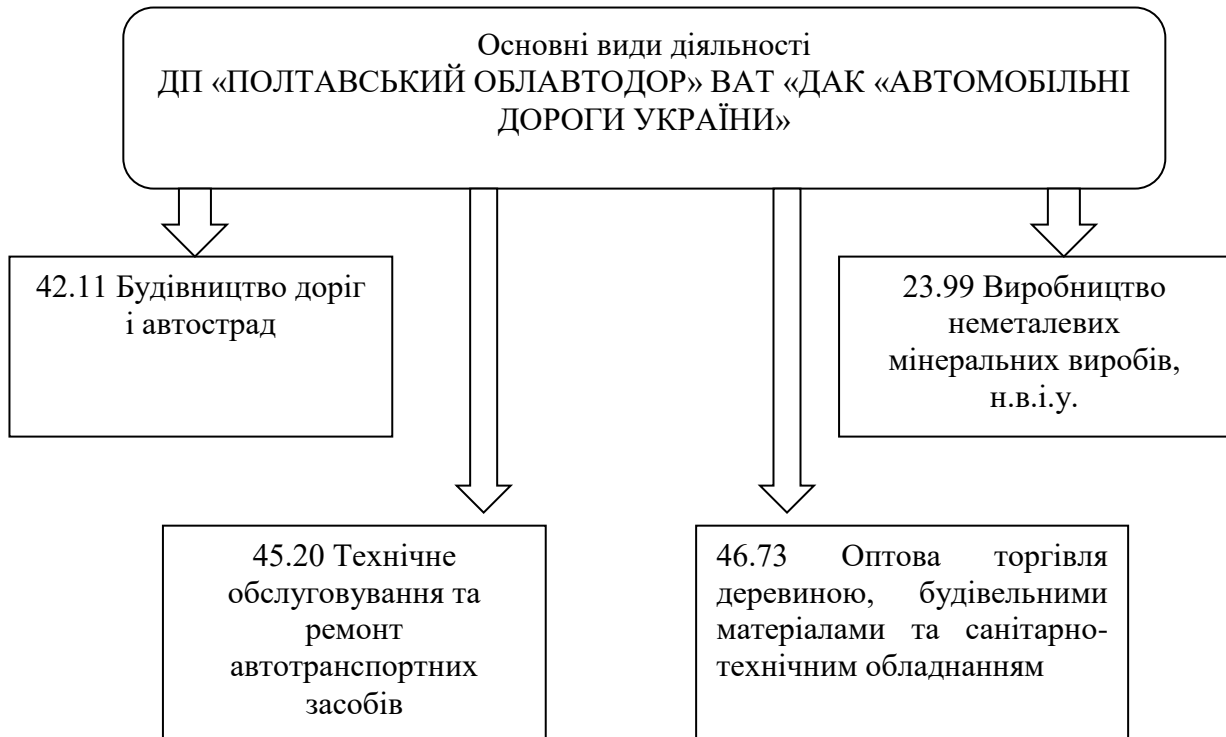 Основні види діяльності
ДП «ПОЛТАВСЬКИЙ ОБЛАВТОДОР» ВАТ «ДАК «АВТОМОБІЛЬНІ
ДОРОГИ УКРАЇНИ»
42.11 Будівництво доріг
і автострад
23.99 Виробництво
неметалевих
мінеральних виробів,
н.в.і.у.
45.20 Технічне
обслуговування та
ремонт
автотранспортних
засобів
46.73 Оптова торгівля
деревиною, будівельними
матеріалами та санітарно-
технічним обладнанням